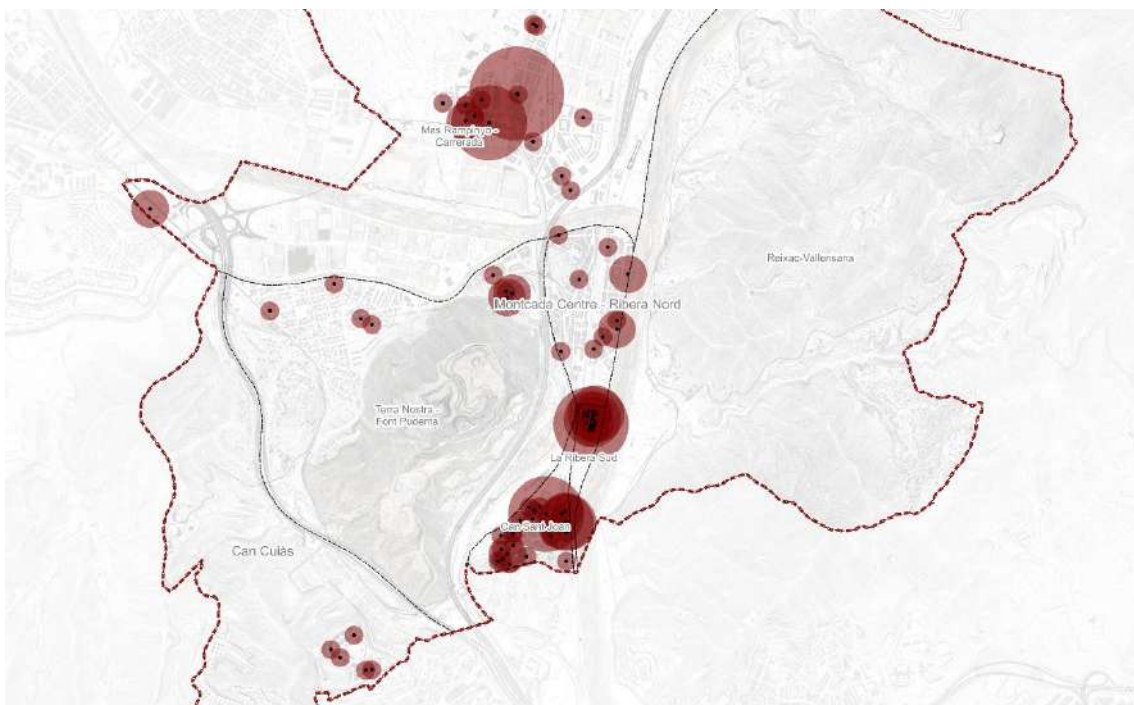 Mas Rampinyo -
Carrerada
Reixac-Vallensana
Montcada Centre - Ribera Nord
Terra Nostra -
Font Pudenta
La Ribera Sud
Can Sant Joan
Can Cuiàs